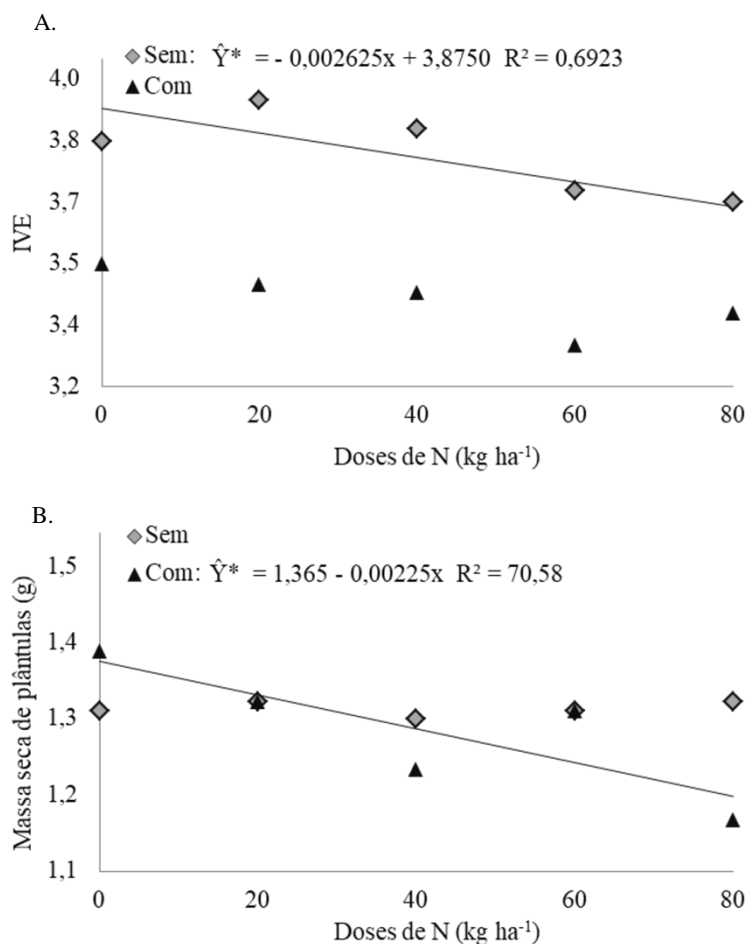 A.
Sem: Ŷ* = - 0,002625x + 3,8750 R² = 0,6923
Com
4,0
3,8
3,7
3,5
3,4
3,2
IVE
0 20 40 60 80
Doses de N (kg ha⁻¹)
B.
Sem
Com: Ŷ* = 1,365 - 0,00225x R² = 70,58
1,5
1,4
1,3
1,2
1,1
Massa seca de plântulas (g)
0 20 40 60 80
Doses de N (kg ha⁻¹)